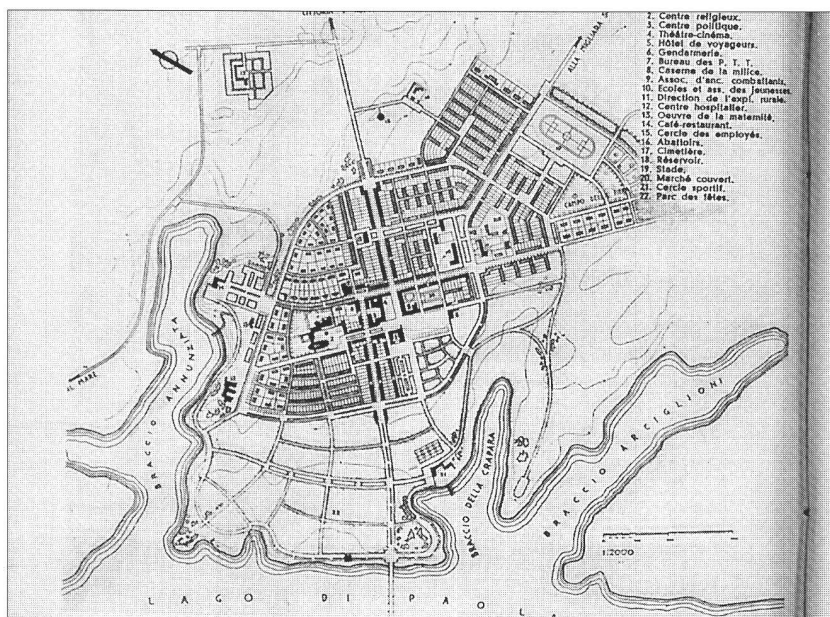 2. Centre religieux.
3. Centre politique.
4. Théâtre-cinéma.
5. Hôtel de voyageurs.
6. Gendarmerie.
7. Bureau des P. T. T.
8. Caserne de la milice.
9. Assoc. d'anc. combattants.
10. Ecoles et ass. des jeunesses.
11. Direction de l'expl. rurale.
12. Centre hospitalier.
13. Oeuvre de la maternité.
14. Café-restaurant.
15. Cercle des employés.
16. Abattoirs.
17. Cimetière.
18. Réservoir.
19. Stade.
20. Marché couvert.
21. Cercle sportif.
22. Parc des fêtes.
ALLA MIGLIARA
CAMPO
AL MARE
BRACCIO ANNUNZIATA
BRACCIO DELLA CRAPARA
BRACCIO ARCIGLIONI
1:2000
LAGO DI PAOLA